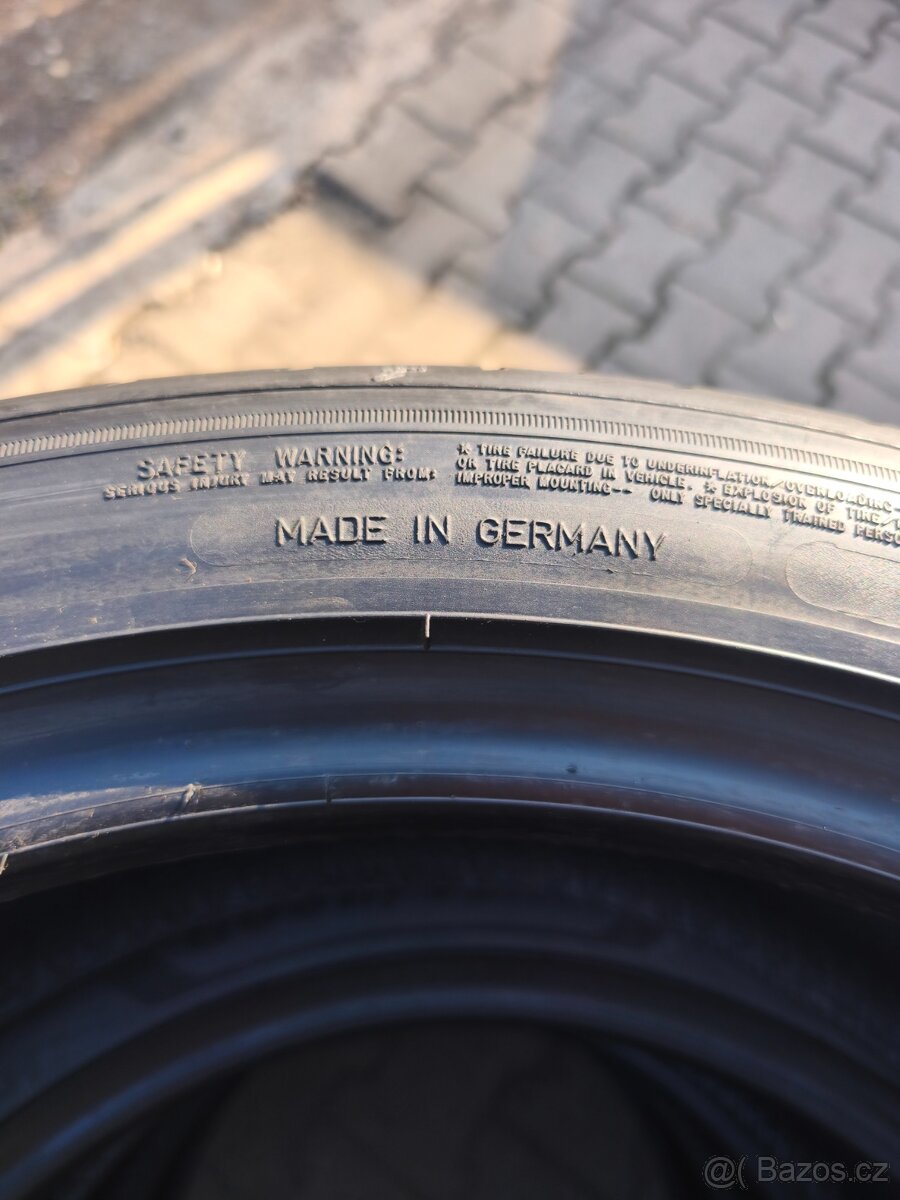 SAFETY WARNING:
SERIOUS INJURY MAY RESULT FROM:
* TIRE FAILURE DUE TO UNDERINFLATION/OVERLOADING-
OR TIRE PLACARD IN VEHICLE. * EXPLOSION OF TIRE/
IMPROPER MOUNTING-- ONLY SPECIALLY TRAINED PERSO
MADE IN GERMANY
@( Bazos.cz